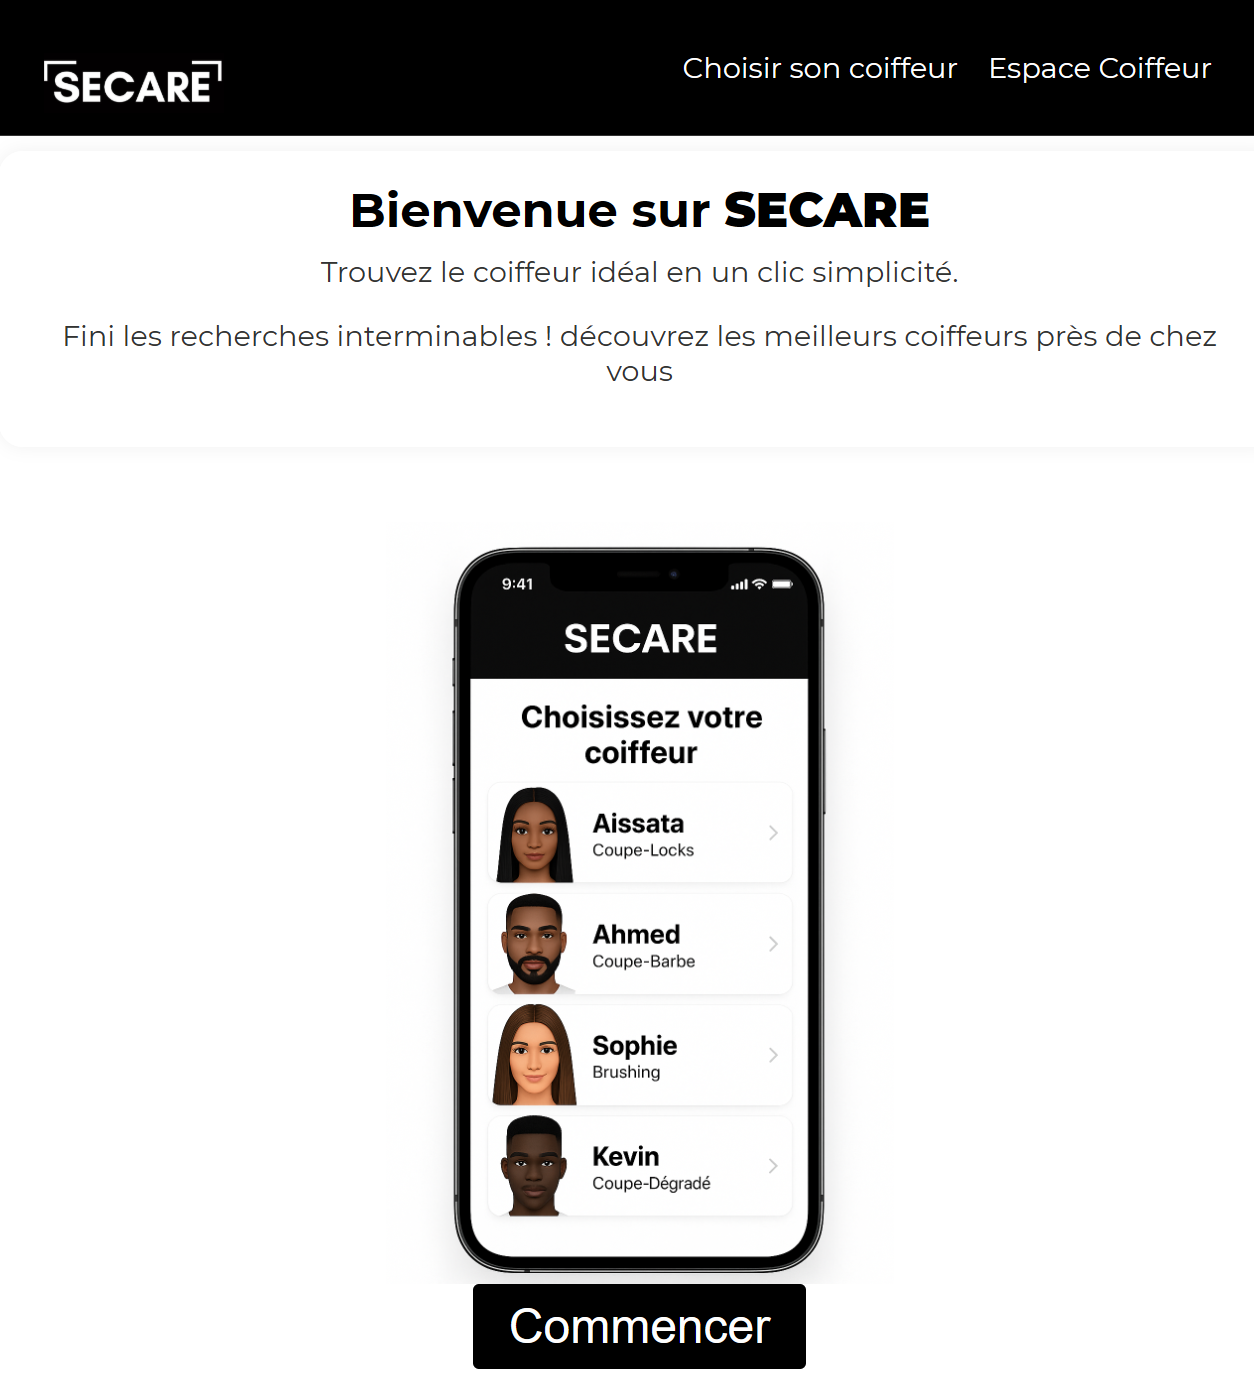 SECARE
Choisir son coiffeur
Espace Coiffeur
Bienvenue sur SECARE
Trouvez le coiffeur idéal en un clic simplicité.
Fini les recherches interminables ! découvrez les meilleurs coiffeurs près de chez
vous
9:41
SECARE
Choisissez votre
coiffeur
Aissata
Coupe-Locks
Ahmed
Coupe-Barbe
Sophie
Brushing
Kevin
Coupe-Dégradé
Commencer